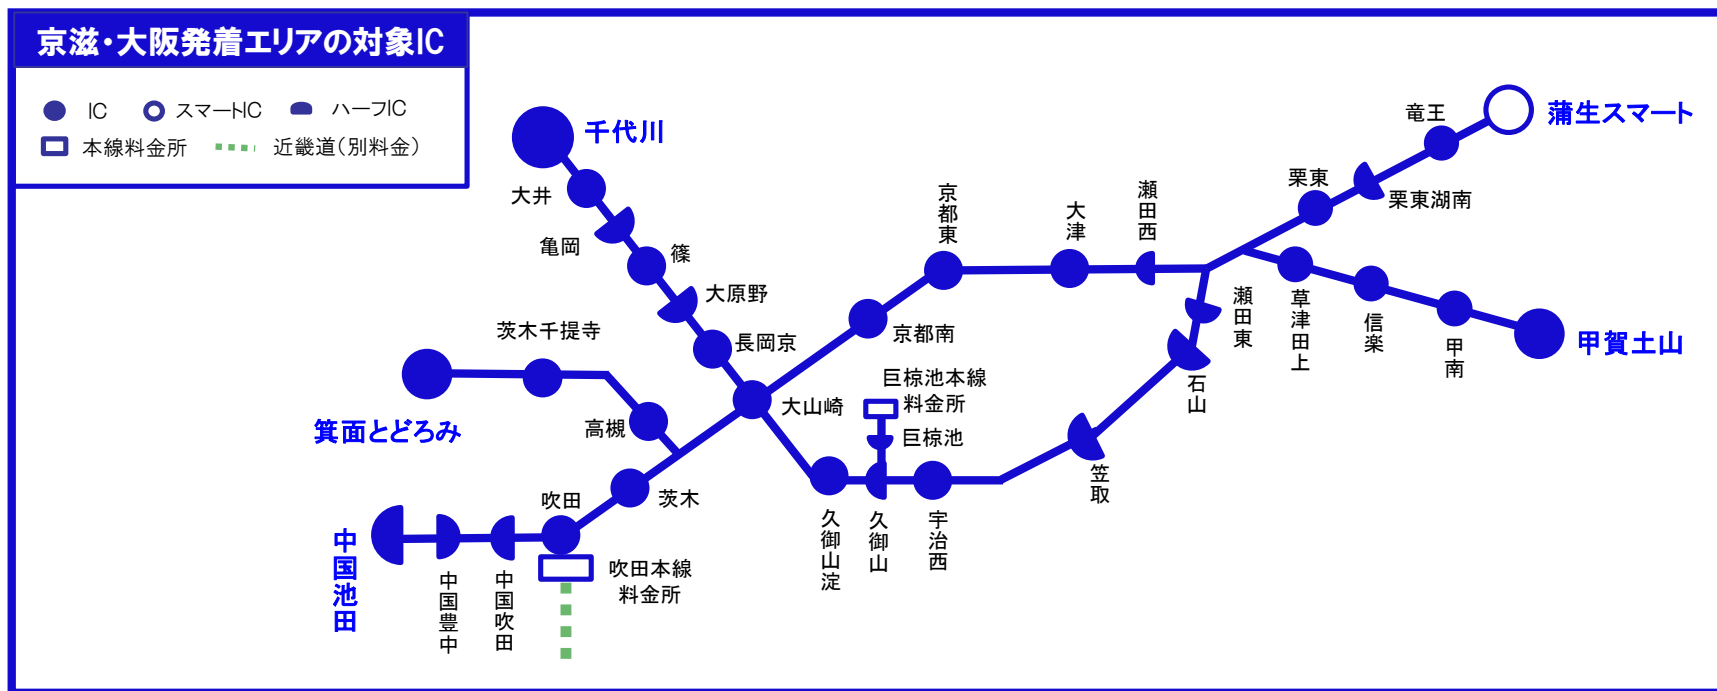 京滋・大阪発着エリアの対象IC
IC
スマートIC
ハーフIC
本線料金所
近畿道(別料金)
千代川
大井
亀岡
篠
大原野
長岡京
茨木千提寺
箕面とどろみ
高槻
大山崎
茨木
吹田
吹田本線
料金所
中国吹田
中国豊中
中国池田
京都南
京都東
大津
瀬田西
瀬田東
石山
笠取
宇治西
巨椋池本線
料金所
巨椋池
久御山
久御山淀
栗東
栗東湖南
竜王
蒲生スマート
草津田上
信楽
甲南
甲賀土山